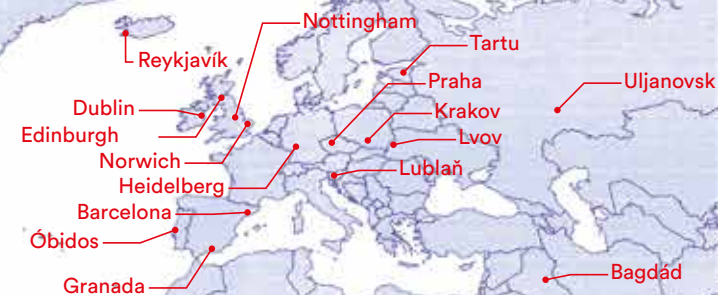 Nottingham
Reykjavík
Tartu
Praha
Uljanovsk
Dublin
Krakov
Edinburgh
Lvov
Norwich
Lublaň
Heidelberg
Barcelona
Óbidos
Bagdád
Granada